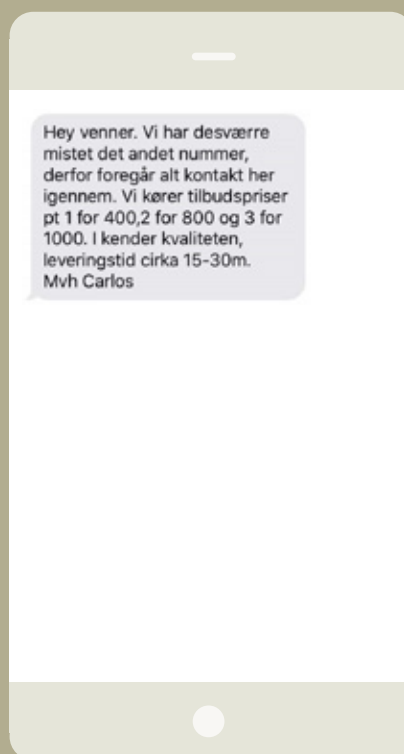 Hey venner. Vi har desværre
mistet det andet nummer,
derfor foregår alt kontakt her
igennem. Vi kører tilbudspriser
pt 1 for 400,2 for 800 og 3 for
1000. I kender kvaliteten,
leveringstid cirka 15-30m.
Mvh Carlos